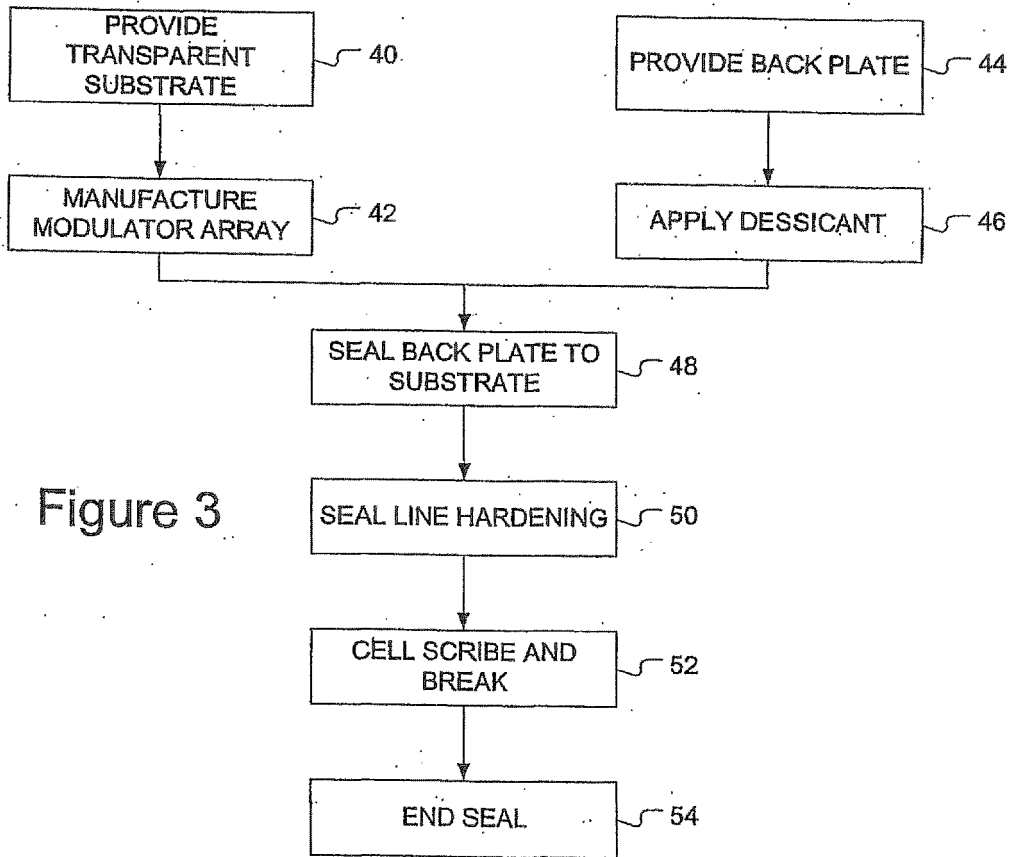 PROVIDE
TRANSPARENT
SUBSTRATE
40
PROVIDE BACK PLATE
44
MANUFACTURE
MODULATOR ARRAY
42
APPLY DESSICANT
46
SEAL BACK PLATE TO
SUBSTRATE
48
Figure 3
SEAL LINE HARDENING
50
CELL SCRIBE AND
BREAK
52
END SEAL
54